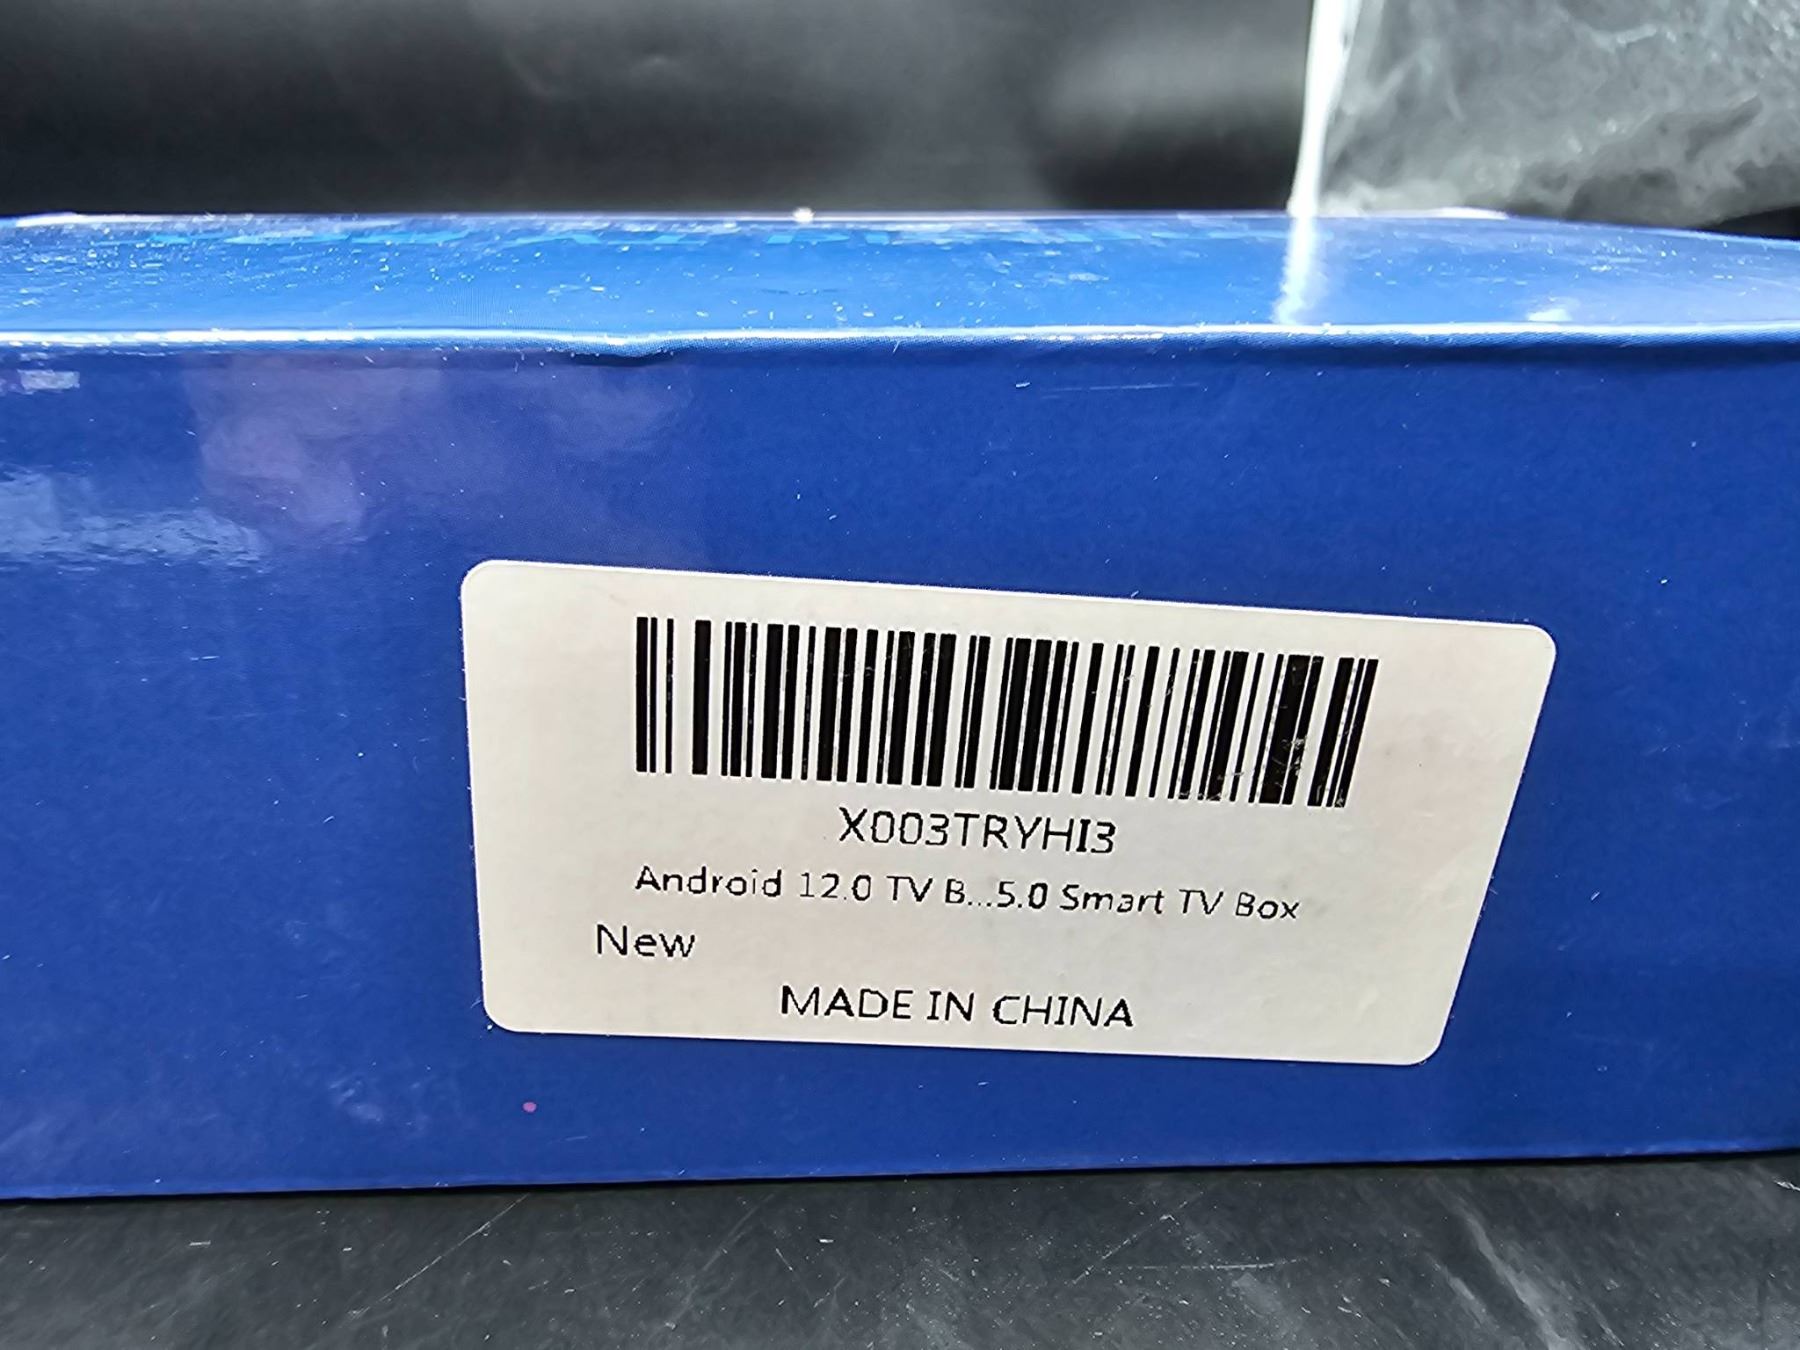 X003TRYHI3
Android 12.0 TV B...5.0 Smart TV Box
New
MADE IN CHINA